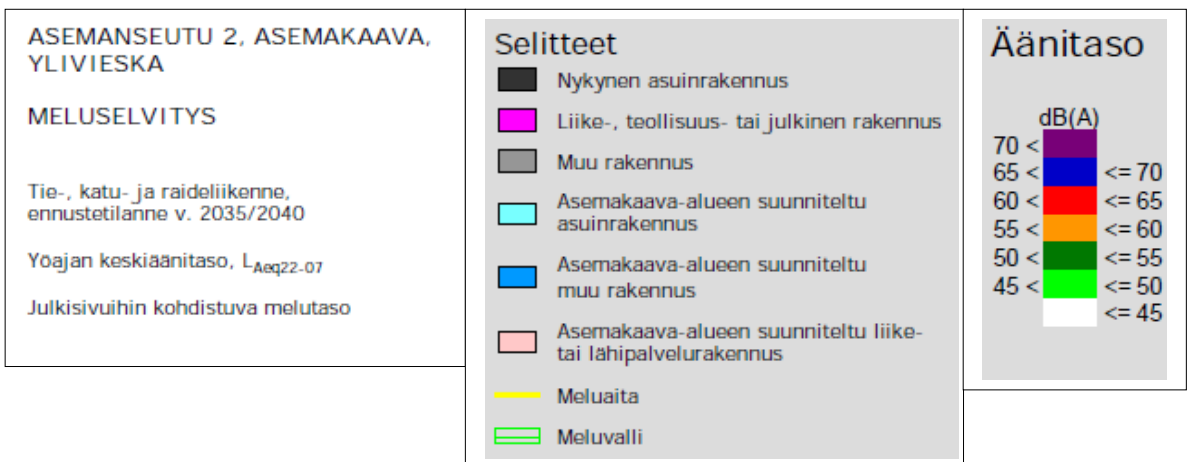 ASEMANSEUTU 2, ASEMAKAAVA,
YLIVIESKA
MELUSELVITYS
Tie-, katu- ja raideliikenne,
ennustetilanne v. 2035/2040
Yöajan keskiäänitaso, LAeq22-07
Julkisivuihin kohdistuva melutaso
Selitteet
Nykynen asuinrakennus
Liike-, teollisuus- tai julkinen rakennus
Muu rakennus
Asemakaava-alueen suunniteltu
asuinrakennus
Asemakaava-alueen suunniteltu
muu rakennus
Asemakaava-alueen suunniteltu liike-
tai lähipalvelurakennus
Meluaita
Meluvalli
Äänitaso
dB(A)
70 <
65 < <= 70
60 < <= 65
55 < <= 60
50 < <= 55
45 < <= 50
<= 45